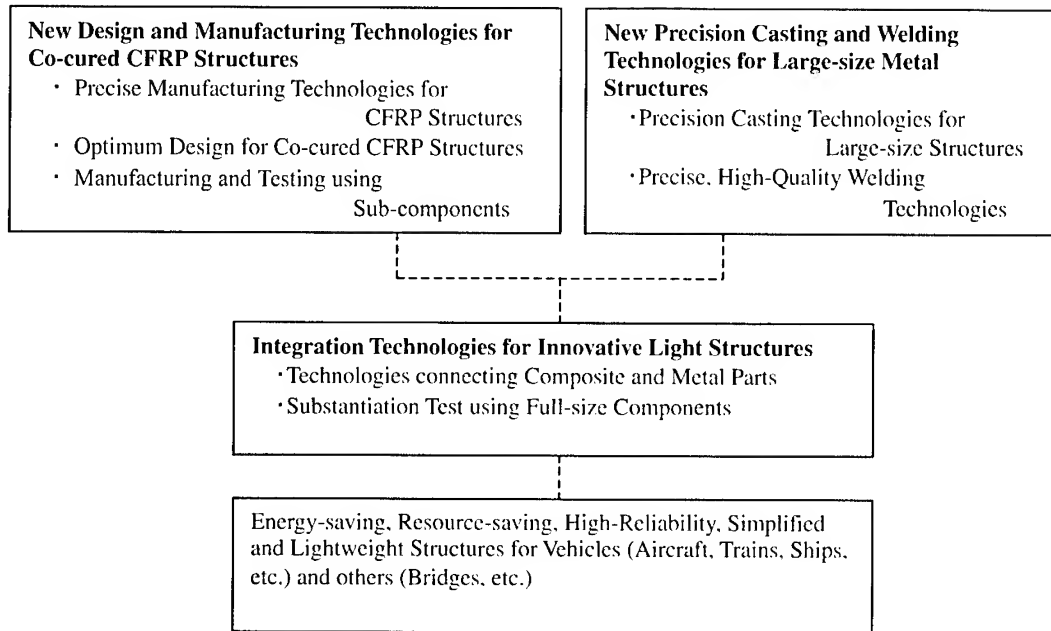 New Design and Manufacturing Technologies for
Co-cured CFRP Structures
· Precise Manufacturing Technologies for
CFRP Structures
· Optimum Design for Co-cured CFRP Structures
· Manufacturing and Testing using
Sub-components
New Precision Casting and Welding
Technologies for Large-size Metal
Structures
·Precision Casting Technologies for
Large-size Structures
·Precise, High-Quality Welding
Technologies
Integration Technologies for Innovative Light Structures
·Technologies connecting Composite and Metal Parts
·Substantiation Test using Full-size Components
Energy-saving, Resource-saving, High-Reliability, Simplified
and Lightweight Structures for Vehicles (Aircraft, Trains, Ships,
etc.) and others (Bridges, etc.)